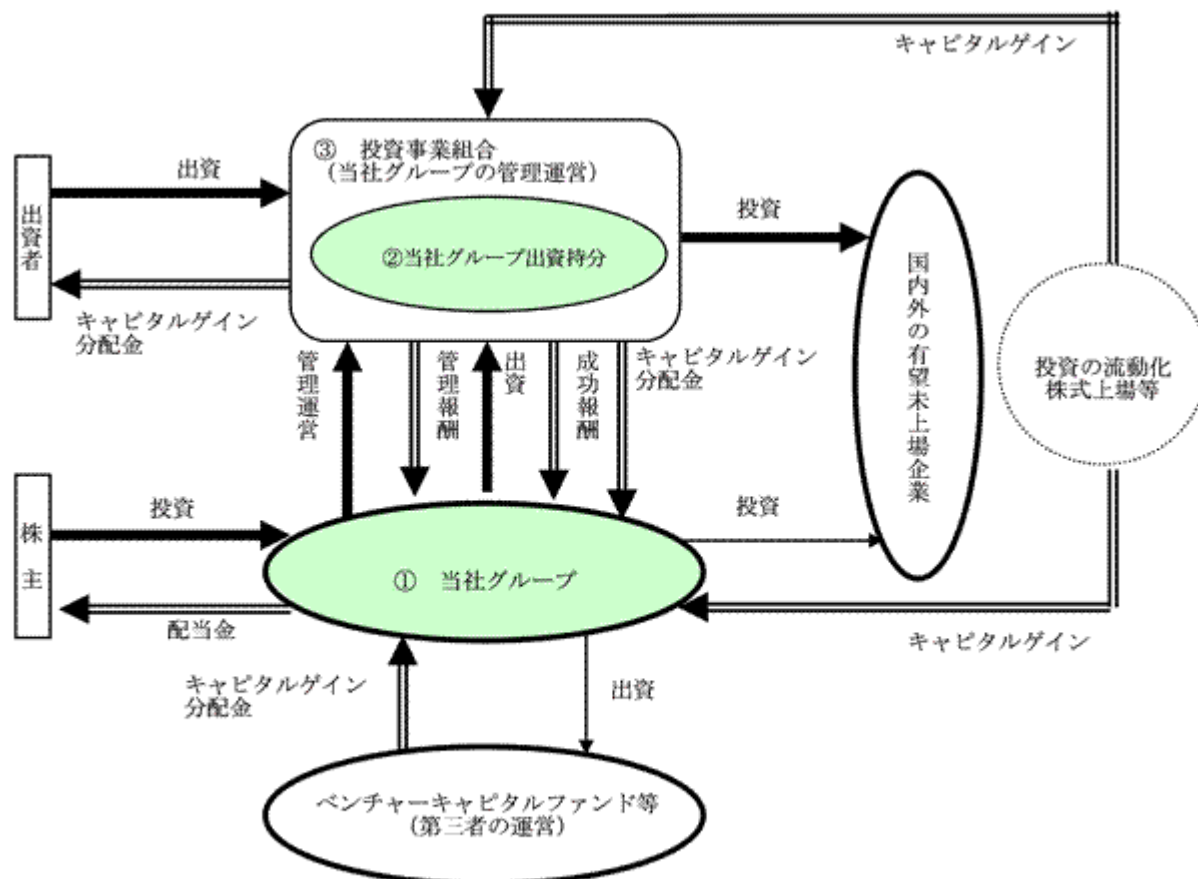 キャピタルゲイン
③ 投資事業組合
（当社グループの管理運営）
出資
出資者
投資
②当社グループ出資持分
国内外の有望未上場企業
キャピタルゲイン
分配金
投資の流動化
株式上場等
管理運営
管理報酬
出資
成功報酬
キャピタルゲイン
分配金
株主
投資
投資
① 当社グループ
配当金
キャピタルゲイン
キャピタルゲイン
分配金
出資
ベンチャーキャピタルファンド等
（第三者の運営）